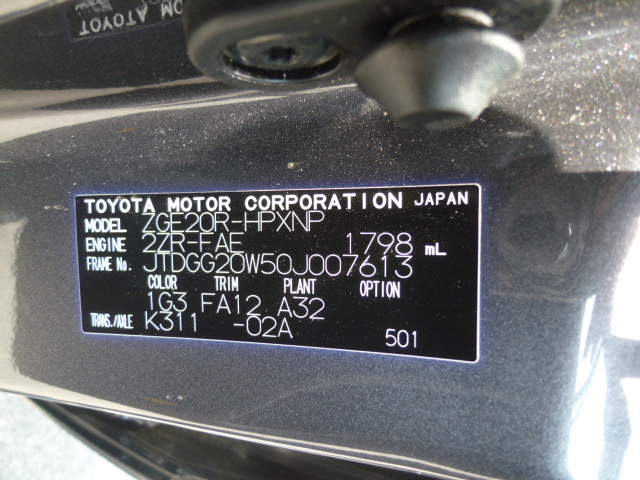 TOYOTA MOTOR CORPORATION JAPAN
MODEL ZGE20R-HPXNP
ENGINE 2ZR-FAE 1798 mL
FRAME No. JTDGG20W50J007613
COLOR TRIM PLANT OPTION
1G3 FA12 A32
TRANS./AXLE K311 -02A
501